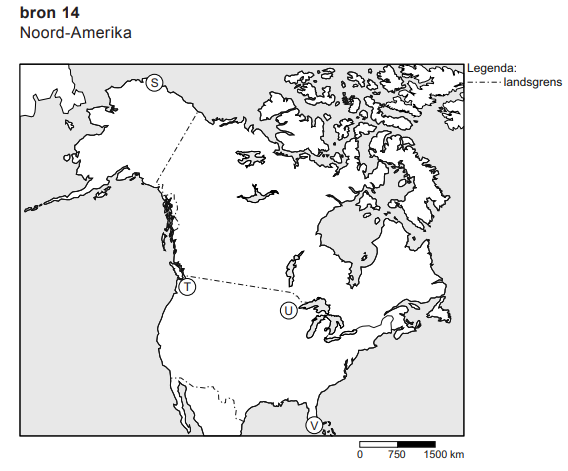 bron 14
Noord-Amerika
Legenda:
landsgrens
S
T
U
V
0 750 1500 km